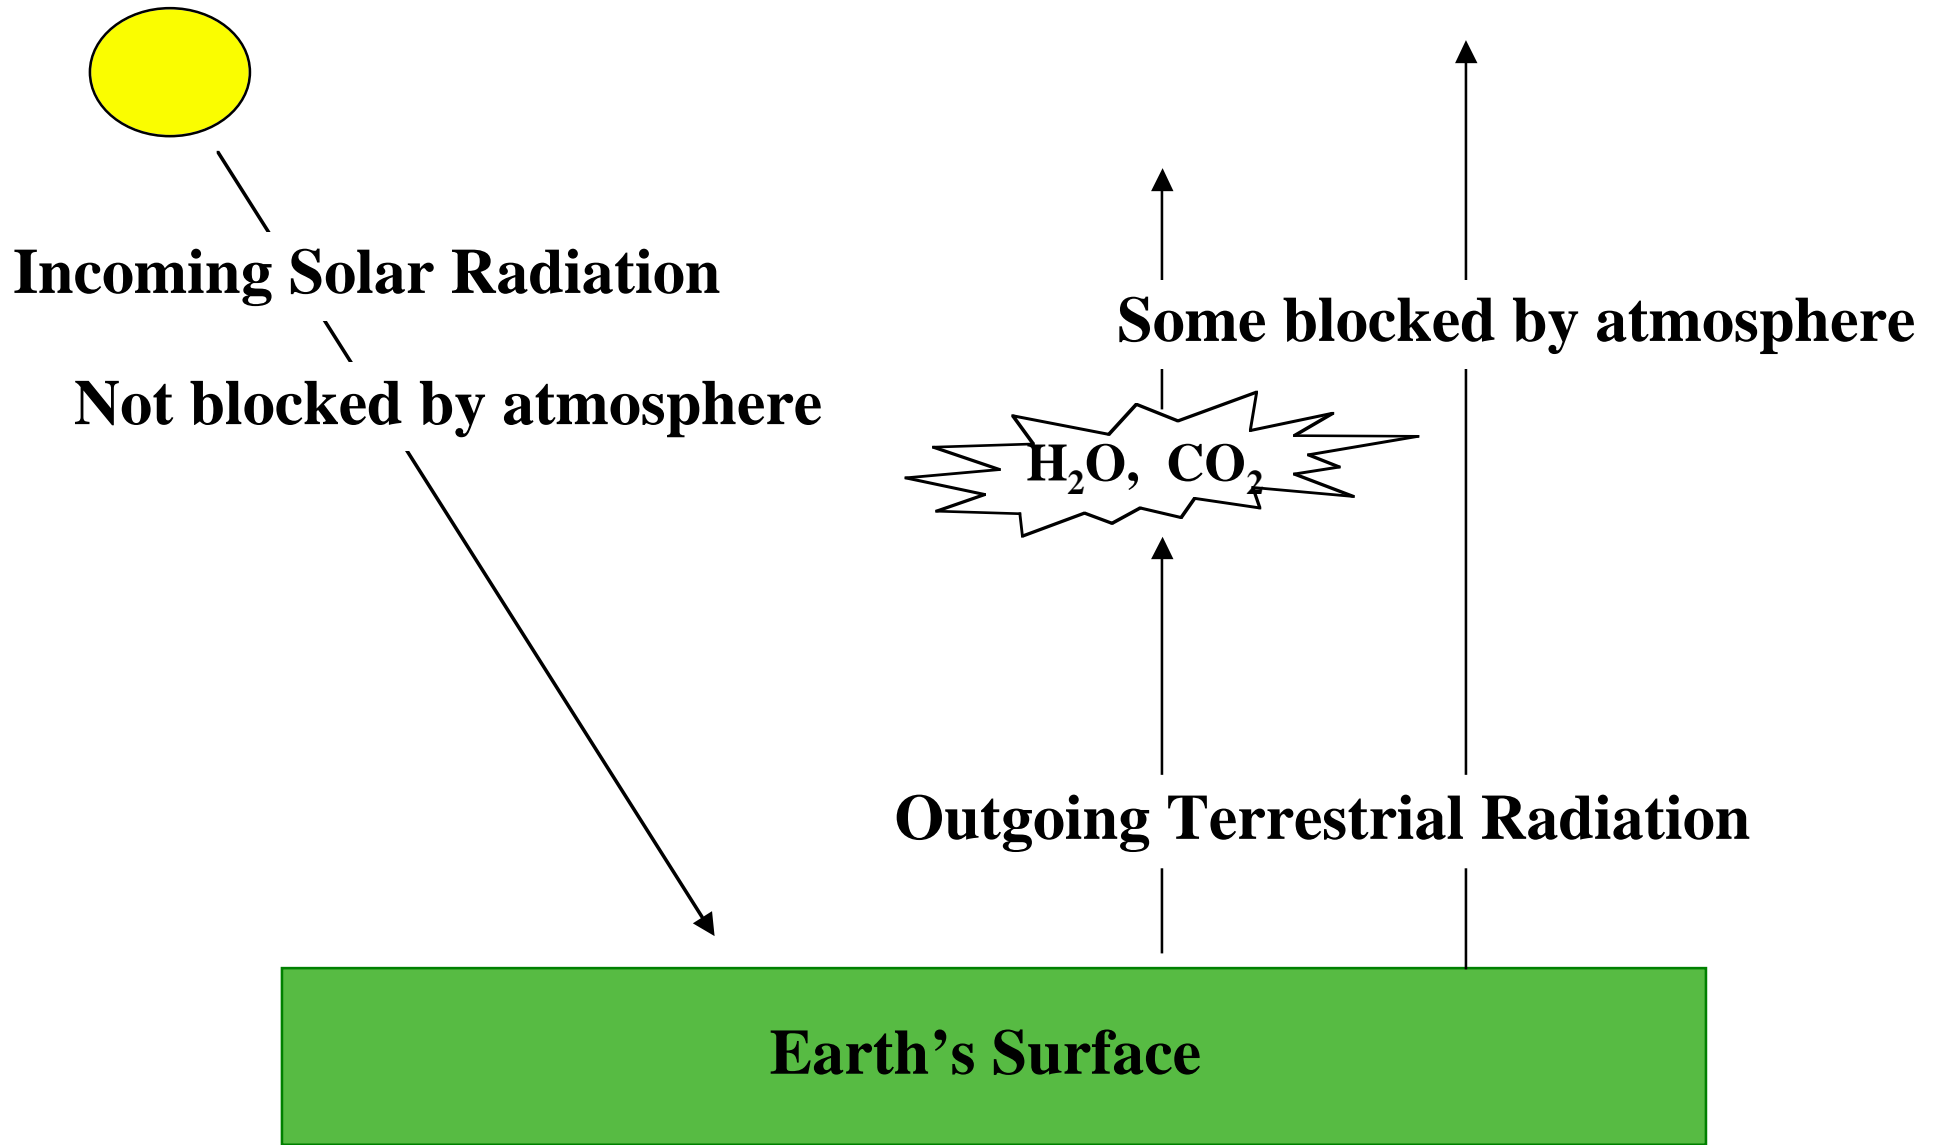 Incoming Solar Radiation
Not blocked by atmosphere
Some blocked by atmosphere
H₂O, CO₂
Outgoing Terrestrial Radiation
Earth’s Surface